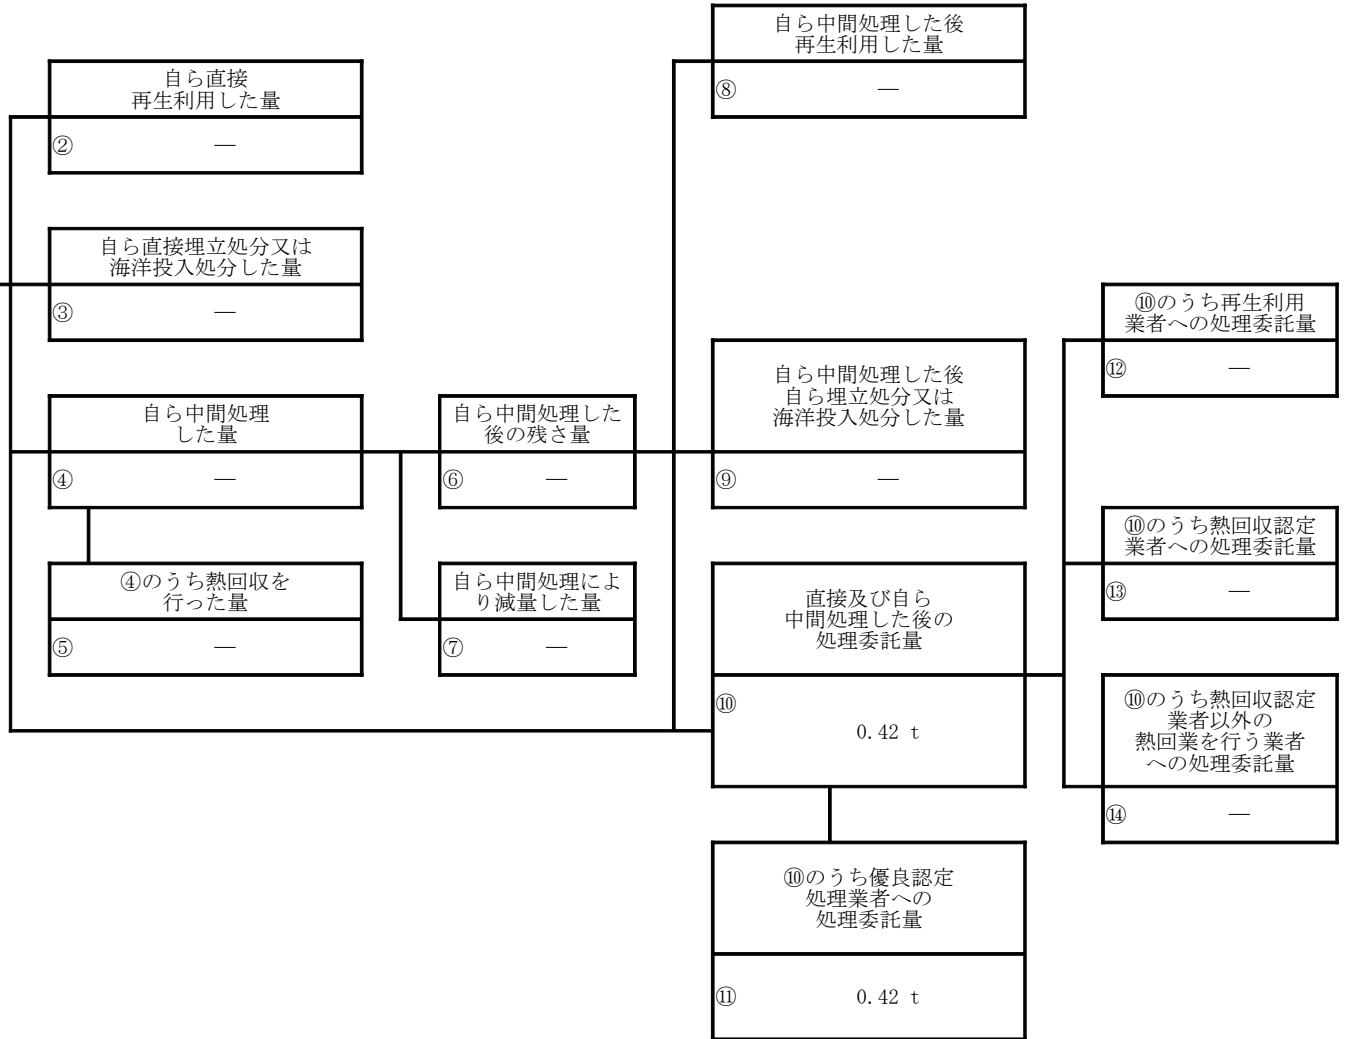 自ら中間処理した後
再生利用した量
⑧ ―
自ら直接
再生利用した量
② ―
自ら直接埋立処分又は
海洋投入処分した量
③ ―
⑩のうち再生利用
業者への処理委託量
⑫ ―
自ら中間処理した後
自ら埋立処分又は
海洋投入処分した量
⑨ ―
自ら中間処理
した量
④ ―
自ら中間処理した
後の残さ量
⑥ ―
⑩のうち熱回収認定
業者への処理委託量
⑬ ―
④のうち熱回収を
行った量
⑤ ―
自ら中間処理によ
り減量した量
⑦ ―
直接及び自ら
中間処理した後の
処理委託量
⑩
0.42 t
⑩のうち熱回収認定
業者以外の
熱回業を行う業者
への処理委託量
⑭ ―
⑩のうち優良認定
処理業者への
処理委託量
⑪ 0.42 t